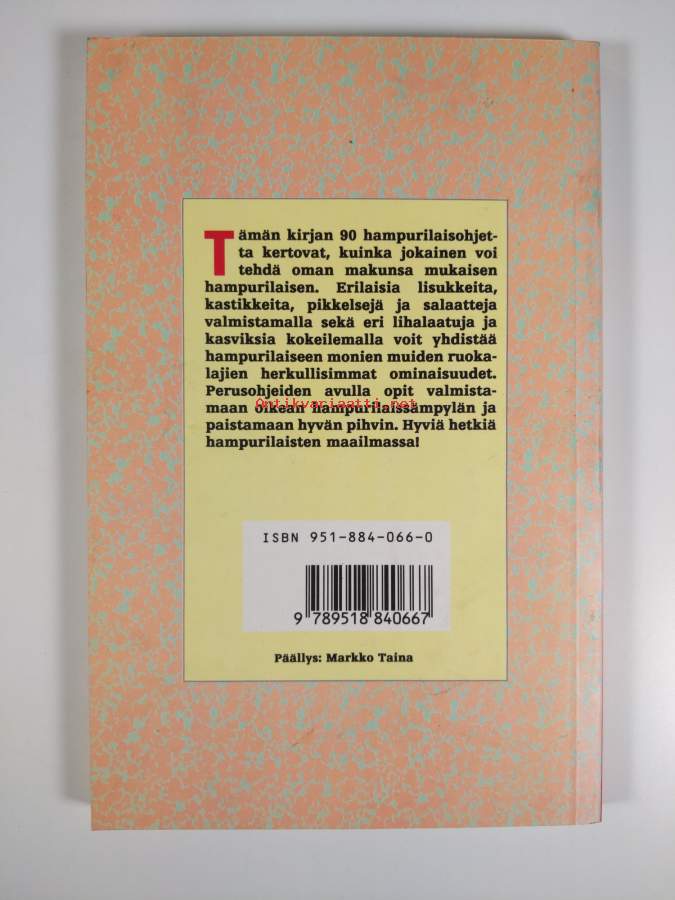 Tämän kirjan 90 hampurilaisohjet-
ta kertovat, kuinka jokainen voi
tehdä oman makunsa mukaisen
hampurilaisen. Erilaisia lisukkeita,
kastikkeita, pikkelsejä ja salaatteja
valmistamalla sekä eri lihalaatuja ja
kasviksia kokeilemalla voit yhdistää
hampurilaiseen monien muiden ruoka-
lajien herkullisimmat ominaisuudet.
Perusohjeiden avulla opit valmista-
maan oikean hampurilaissämpylän ja
paistamaan hyvän pihvin. Hyviä hetkiä
hampurilaisten maailmassa!
Antikvariaatti.net
ISBN 951-884-066-0
9 789518 840667
Päällys: Markko Taina